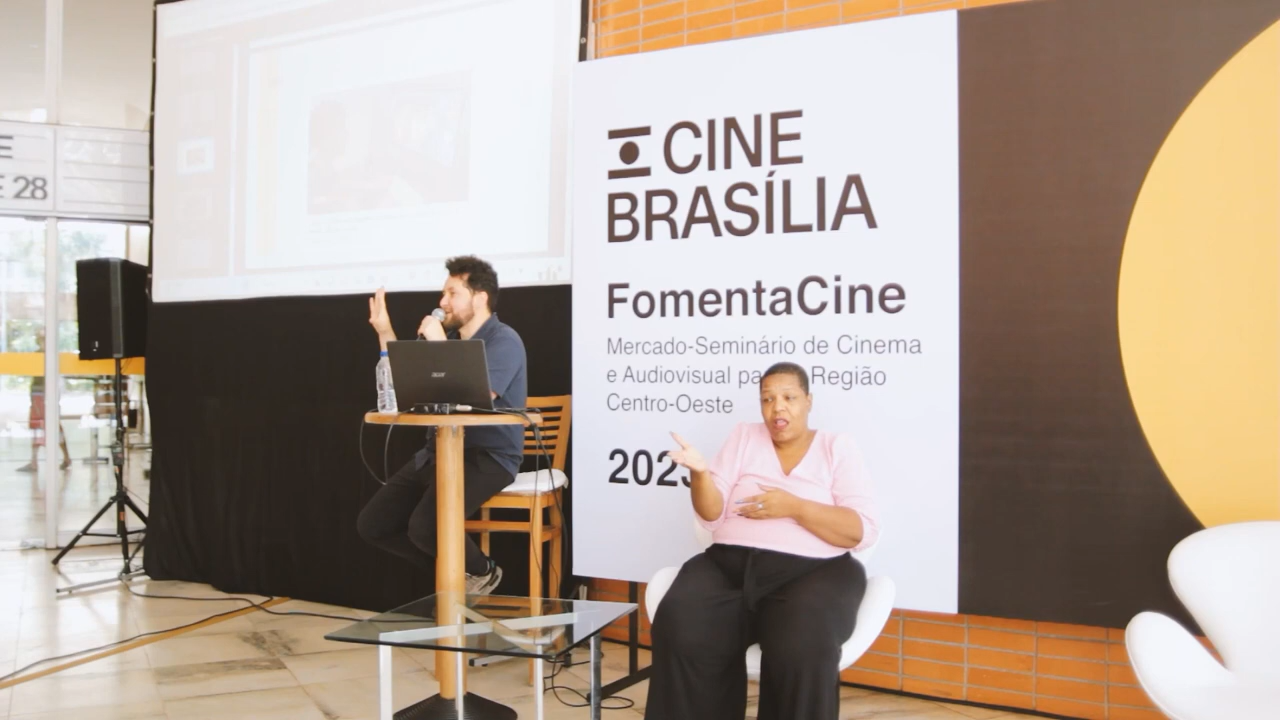 E 28
CINE
BRASÍLIA
FomentaCine
Mercado-Seminário de Cinema
e Audiovisual Região
Centro-Oeste
acer